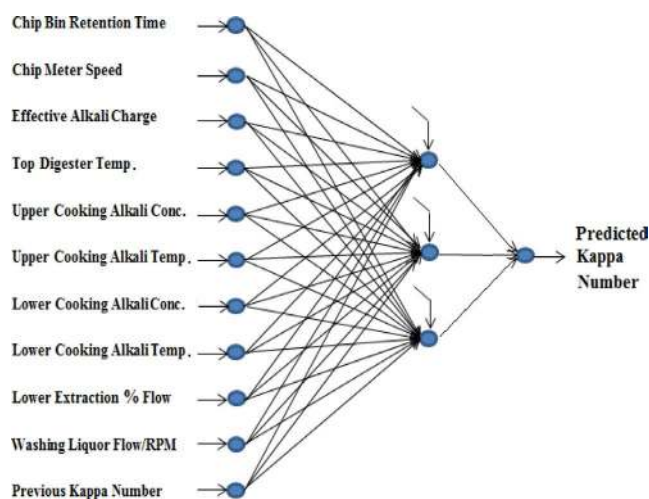 Chip Bin Retention Time
Chip Meter Speed
Effective Alkali Charge
Top Digester Temp.
Upper Cooking Alkali Conc.
Upper Cooking Alkali Temp.
Lower Cooking Alkali Conc.
Lower Cooking Alkali Temp.
Lower Extraction % Flow
Washing Liquor Flow/RPM
Previous Kappa Number
Predicted
Kappa
Number